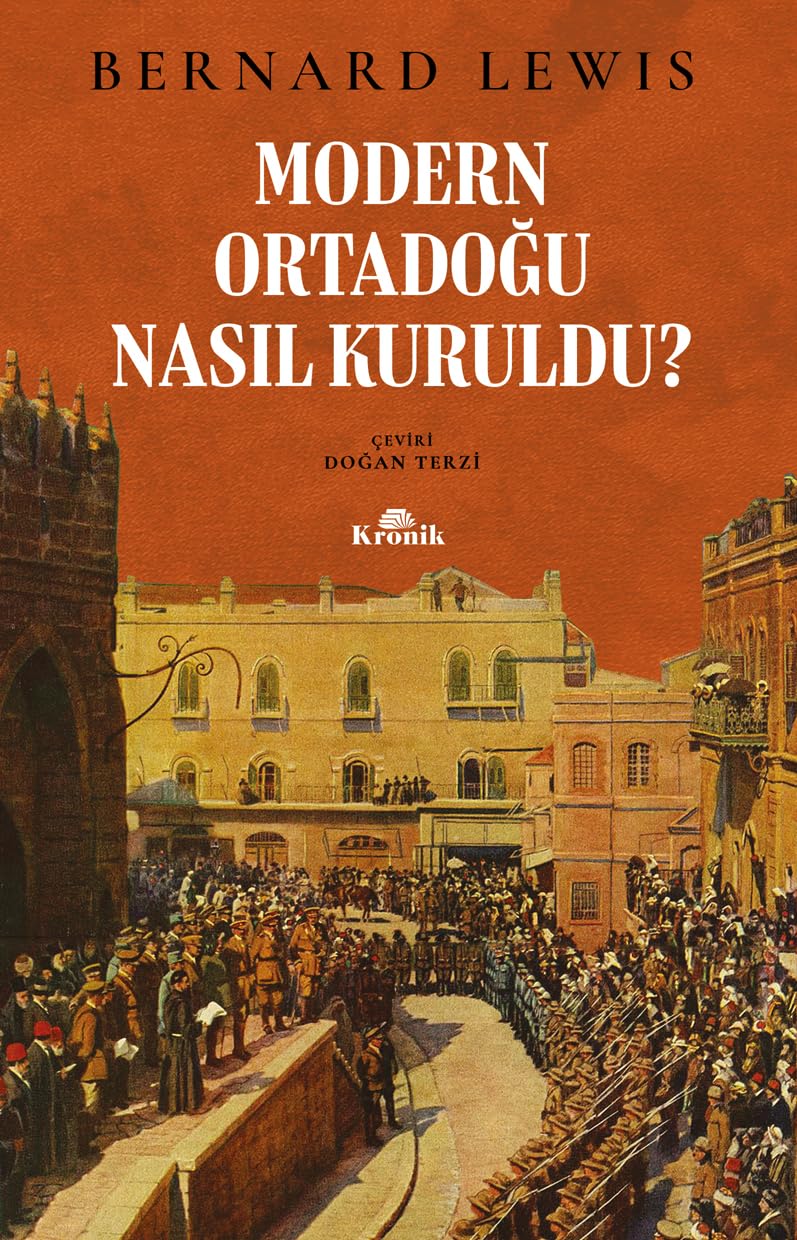 BERNARD LEWIS
MODERN
ORTADOĞU
NASIL KURULDU?
ÇEVİRİ
DOĞAN TERZİ
Kronik